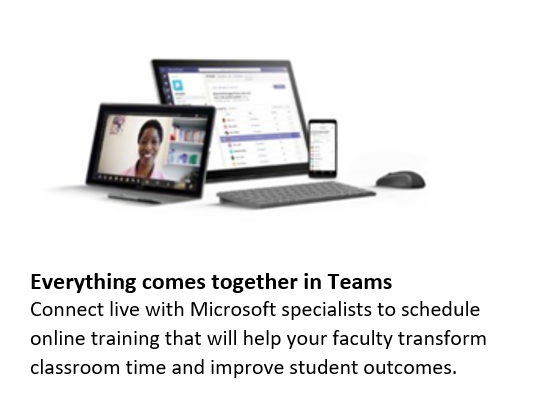 Everything comes together in Teams
Connect live with Microsoft specialists to schedule
online training that will help your faculty transform
classroom time and improve student outcomes.